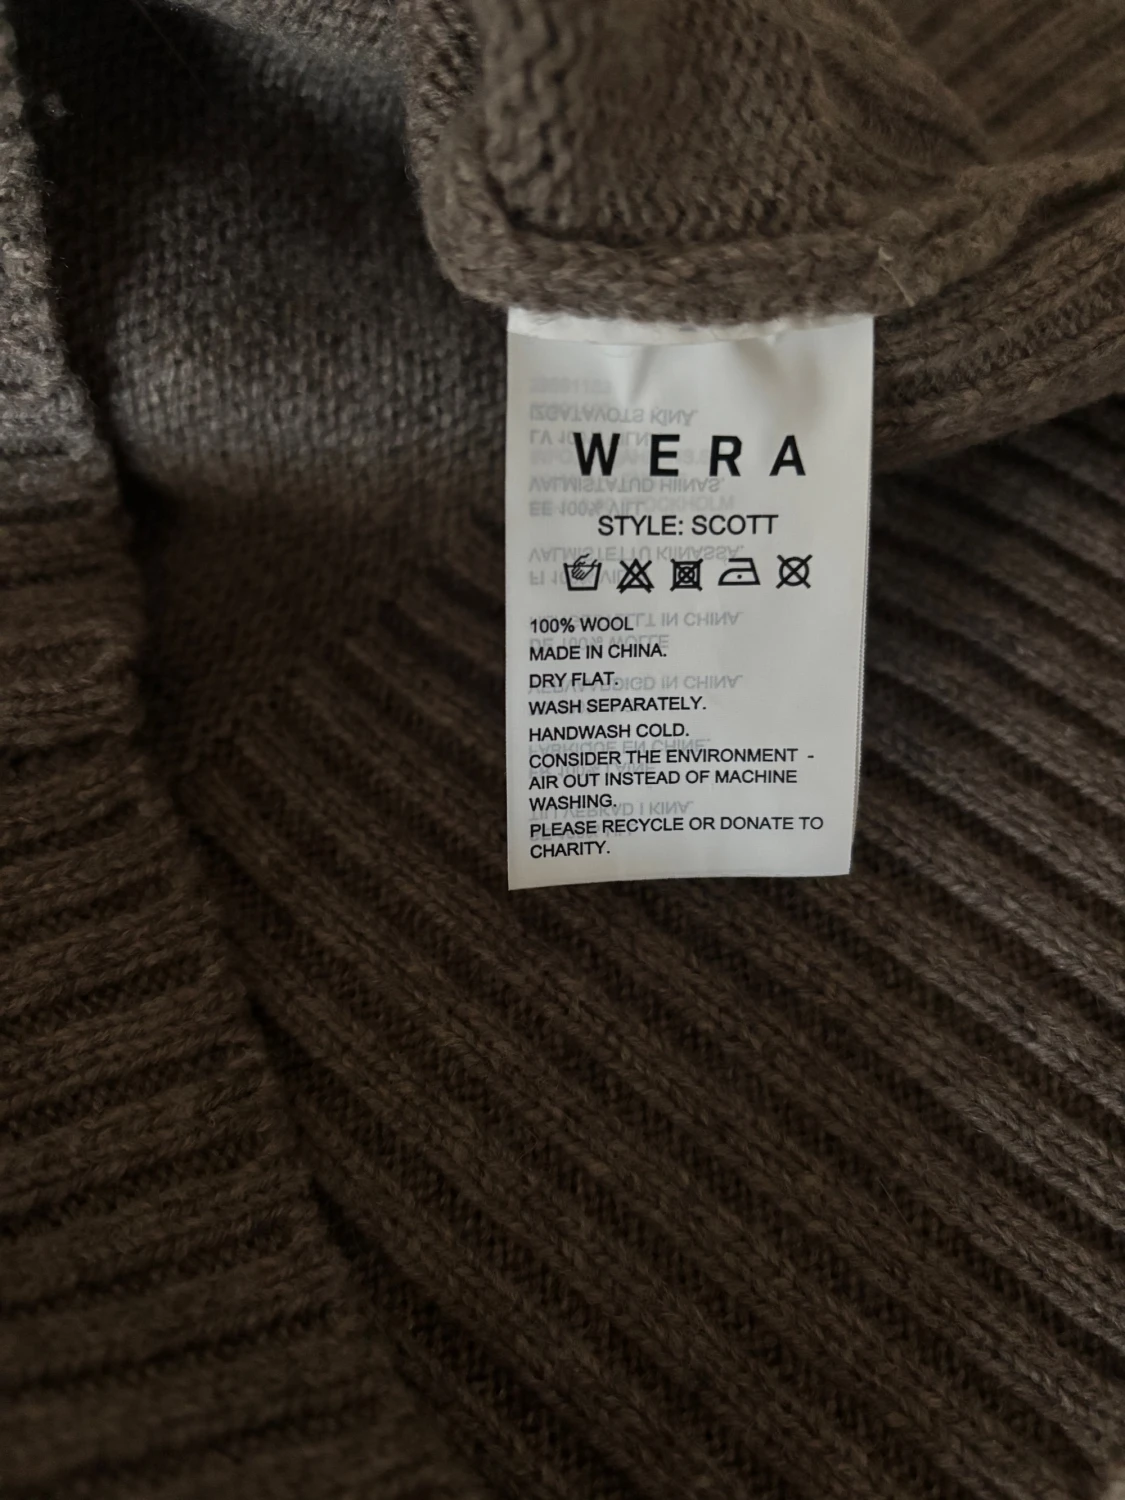 WERA
STYLE: SCOTT
100% WOOL
MADE IN CHINA.
DRY FLAT.
WASH SEPARATELY.
HANDWASH COLD.
CONSIDER THE ENVIRONMENT -
AIR OUT INSTEAD OF MACHINE
WASHING.
PLEASE RECYCLE OR DONATE TO
CHARITY.